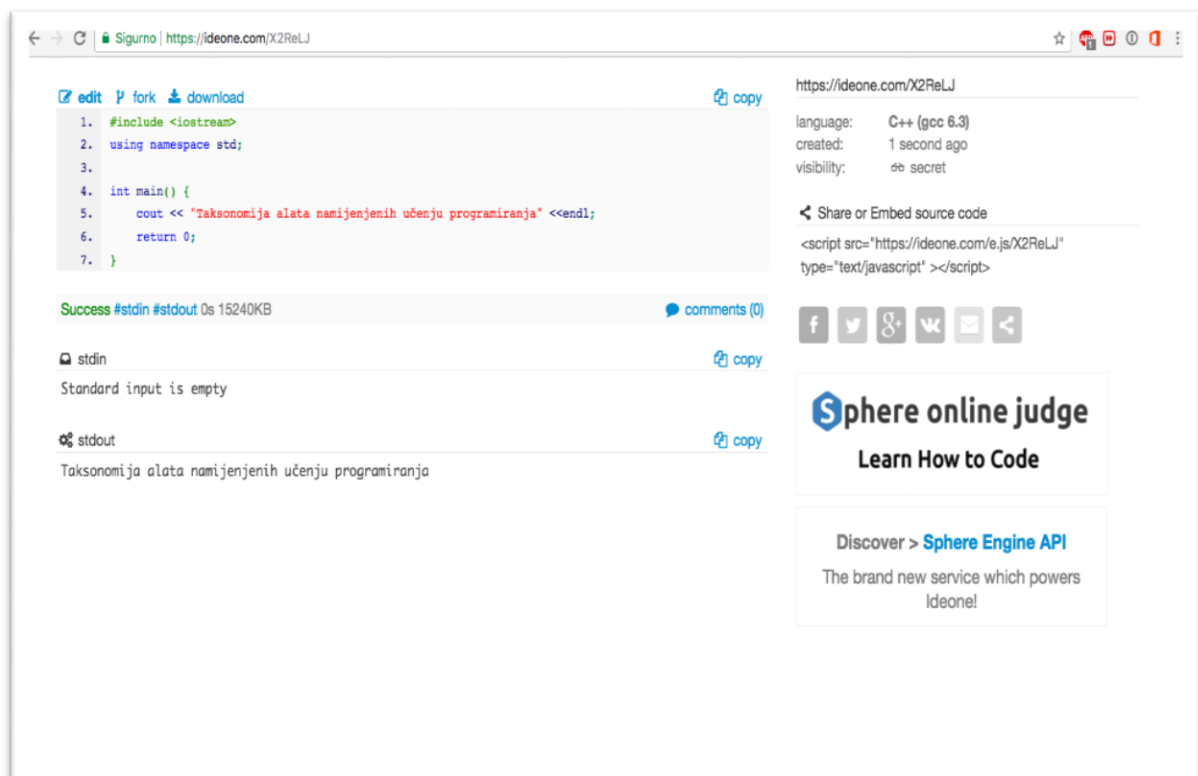 Sigurno | https://ideone.com/X2ReLJ
edit fork download copy
1. #include <iostream>
2. using namespace std;
3.
4. int main() {
5. cout << "Taksonomija alata namijenjenih učenju programiranja" <<endl;
6. return 0;
7. }
Success #stdin #stdout 0s 15240KB comments (0)
stdin copy
Standard input is empty
stdout copy
Taksonomija alata namijenjenih učenju programiranja
https://ideone.com/X2ReLJ
language: C++ (gcc 6.3)
created: 1 second ago
visibility: secret
Share or Embed source code
<script src="https://ideone.com/e.js/X2ReLJ"
type="text/javascript" ></script>
Sphere online judge
Learn How to Code
Discover > Sphere Engine API
The brand new service which powers
Ideone!